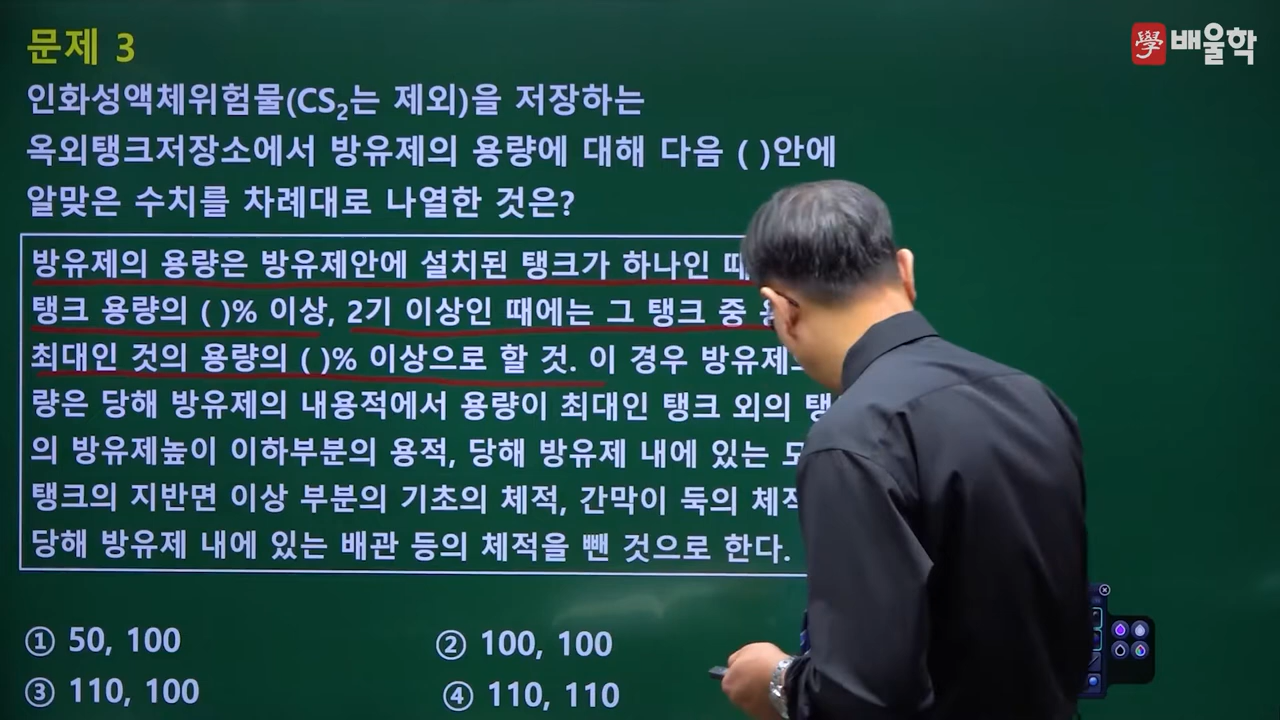 문제 3
學 배울학
인화성액체위험물(CS₂는 제외)을 저장하는
옥외탱크저장소에서 방유제의 용량에 대해 다음 ( )안에
알맞은 수치를 차례대로 나열한 것은?
방유제의 용량은 방유제안에 설치된 탱크가 하나인
탱크 용량의 ( )% 이상, 2기 이상인 때에는 그 탱크 중
최대인 것의 용량의 ( )% 이상으로 할 것. 이 경우
량은 당해 방유제의 내용적에서 용량이 최대인 탱크 외의
의 방유제높이 이하부분의 용적, 당해 방유제 내에 있는
탱크의 지반면 이상 부분의 기초의 체적, 간막이 둑의
당해 방유제 내에 있는 배관 등의 체적을 뺀 것으로 한다.
① 50, 100
② 100, 100
③ 110, 100
④ 110, 110